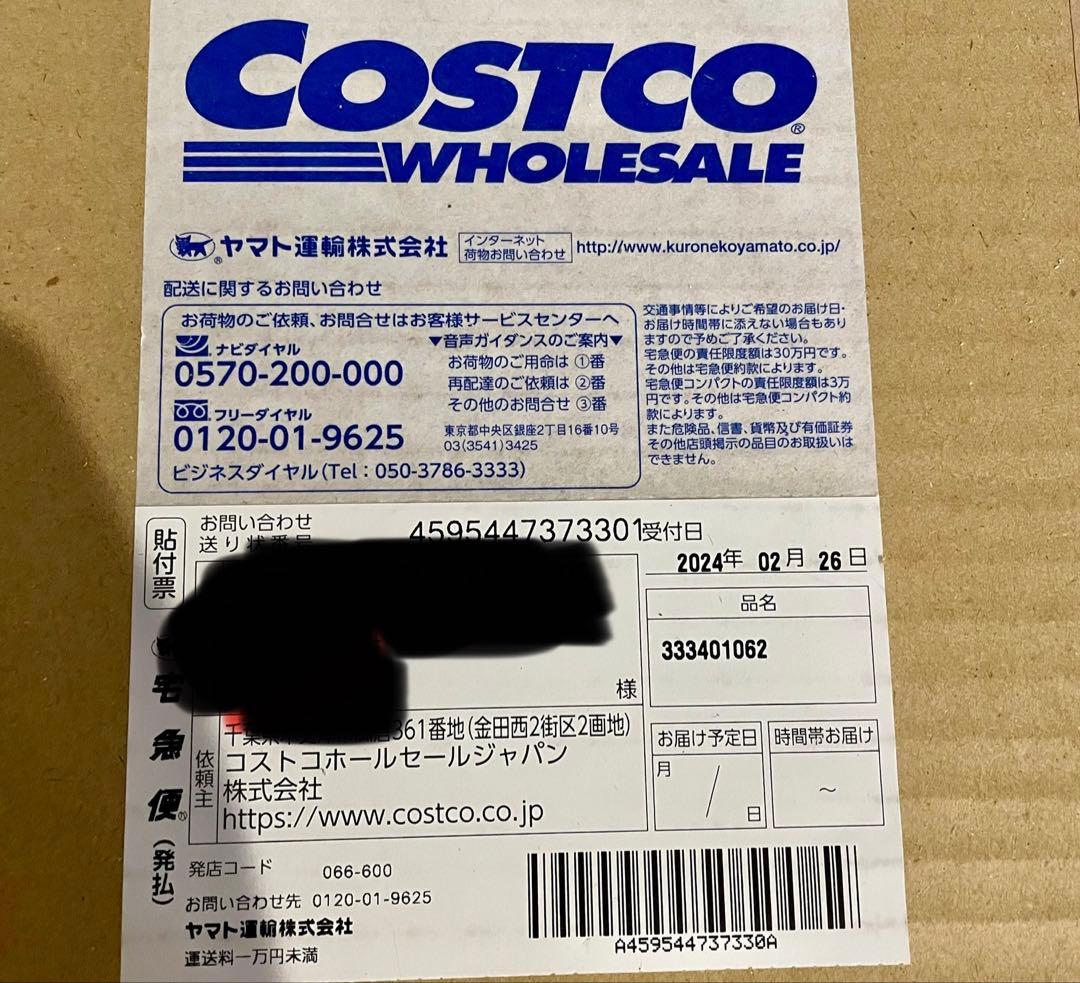 COSTCO®
WHOLESALE
ヤマト運輸株式会社 インターネット荷物お問い合わせ http://www.kuronekoyamato.co.jp/
配送に関するお問い合わせ
お荷物のご依頼、お問合せはお客様サービスセンターへ
ナビダイヤル
0570-200-000
フリーダイヤル
0120-01-9625
ビジネスダイヤル(Tel:050-3786-3333)
▼音声ガイダンスのご案内▼
お荷物のご用命は ①番
再配達のご依頼は ②番
その他のお問合せ ③番
東京都中央区銀座2丁目16番10号
03(3541)3425
交通事情等によりご希望のお届け日・
お届け時間帯に添えない場合もあり
ますので予めご了承ください。
宅急便の責任限度額は30万円です。
その他は宅急便約款によります。
宅急便コンパクトの責任限度額は3万
円です。その他は宅急便コンパクト約
款によります。
また危険品、信書、貨幣及び有価証券
その他店頭掲示の品目のお取扱いは
できません。
貼付票
お問い合わせ
送り状番号
4595447373301
受付日
2024年 02月 26日
品名
333401062
様
361番地(金田西2街区2画地)
依頼主
コストコホールセールジャパン
株式会社
https://www.costco.co.jp
お届け予定日
月 / 日
時間帯お届け
~
宅急便®(発払)
発店コード 066-600
お問い合わせ先 0120-01-9625
ヤマト運輸株式会社
運送料一万円未満
A4595447373​30A